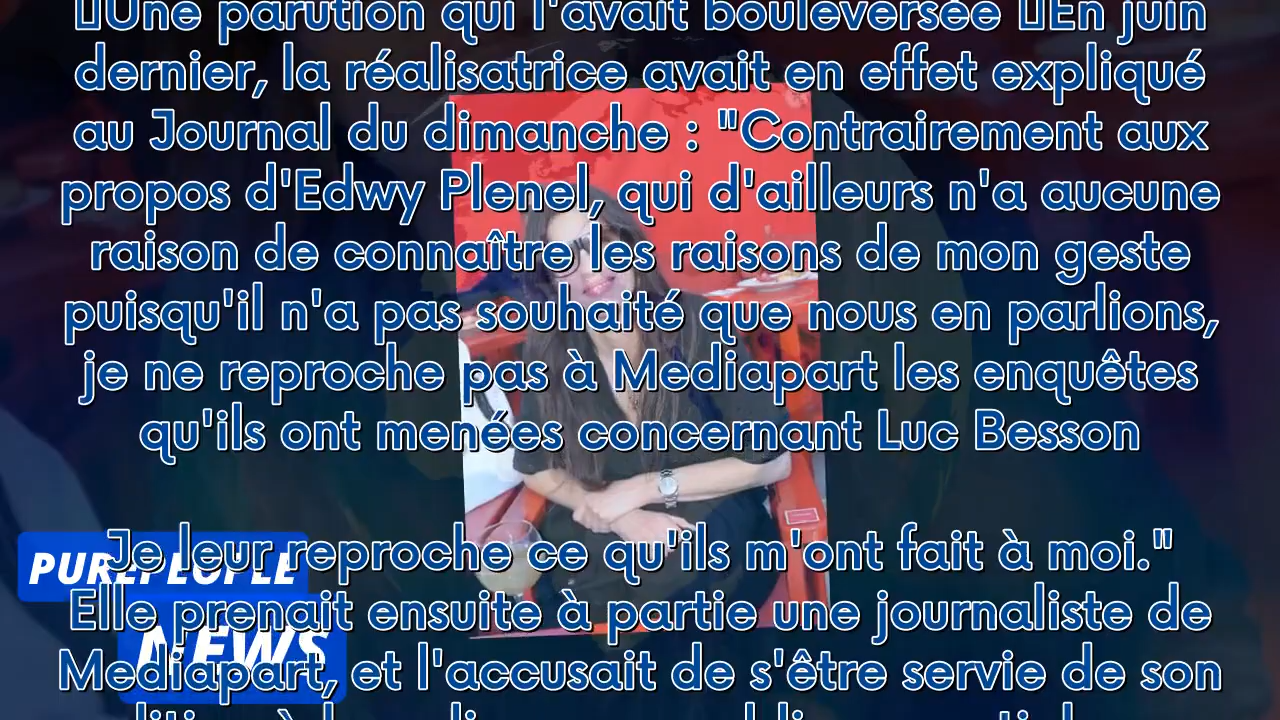 Une parution qui l'avait bouleversée En juin
dernier, la réalisatrice avait en effet expliqué
au Journal du dimanche : "Contrairement aux
propos d'Edwy Plenel, qui d'ailleurs n'a aucune
raison de connaître les raisons de mon geste
puisqu'il n'a pas souhaité que nous en parlions,
je ne reproche pas à Mediapart les enquêtes
qu'ils ont menées concernant Luc Besson
Je leur reproche ce qu'ils m'ont fait à moi."
PUREPEOPLE
Elle prenait ensuite à partie une journaliste de
NEWS
Mediapart, et l'accusait de s'être servie de son